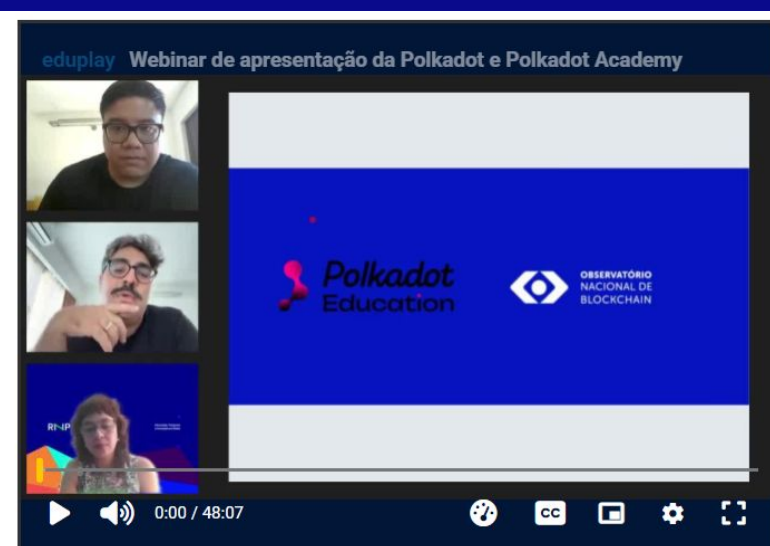 eduplay Webinar de apresentação da Polkadot e Polkadot Academy
Polkadot
Education
OBSERVATÓRIO
NACIONAL DE
BLOCKCHAIN
RNP
0:00 / 48:07
CC